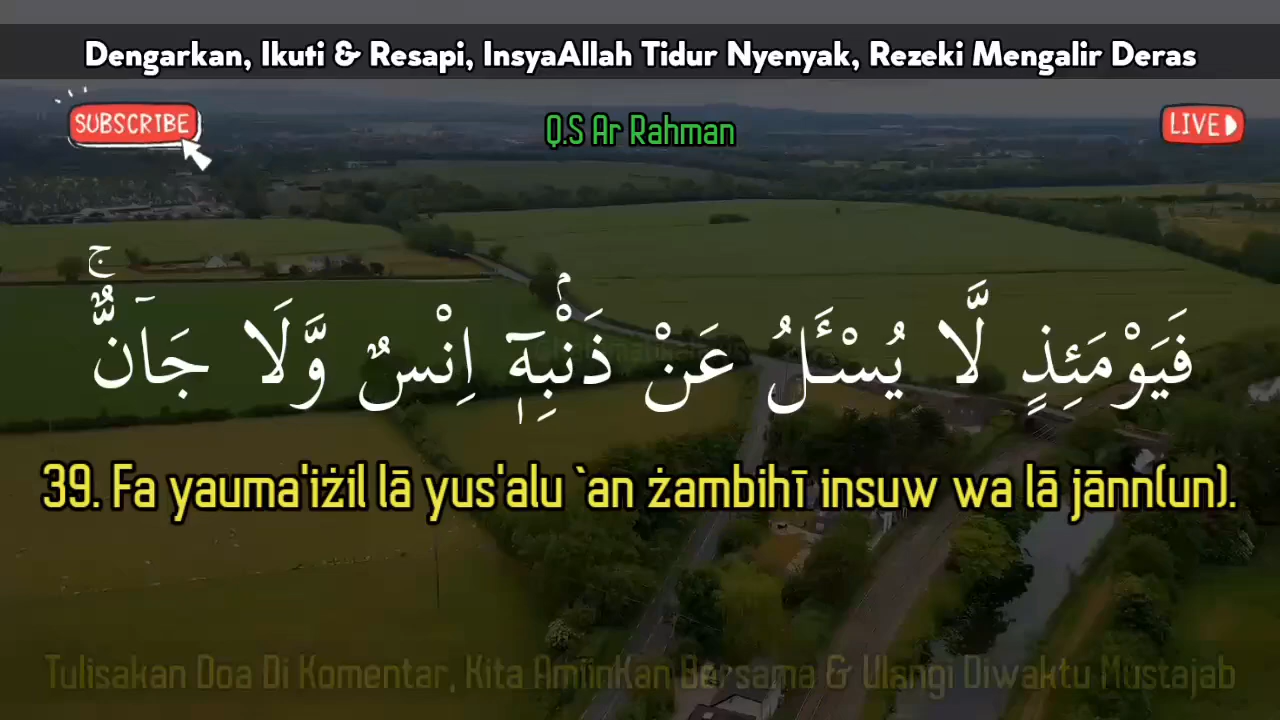 Dengarkan, Ikuti & Resapi, InsyaAllah Tidur Nyenyak, Rezeki Mengalir Deras
SUBSCRIBE
Q.S Ar Rahman
LIVE
فَيَوْمَئِذٍ لَّا يُسْـَٔلُ عَنْ ذَنْۢبِهٖٓ اِنْسٌ وَّلَا جَاۤنٌّۚ
39. Fa yauma'iżil lā yus'alu `an żambihī insuw wa lā jānn(un).
Tulisakan Doa Di Komentar, Kita AmiinKan Bersama & Ulangi Diwaktu Mustajab